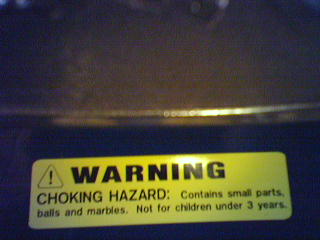 WARNING
CHOKING HAZARD: Contains small parts,
balls and marbles. Not for children under 3 years.